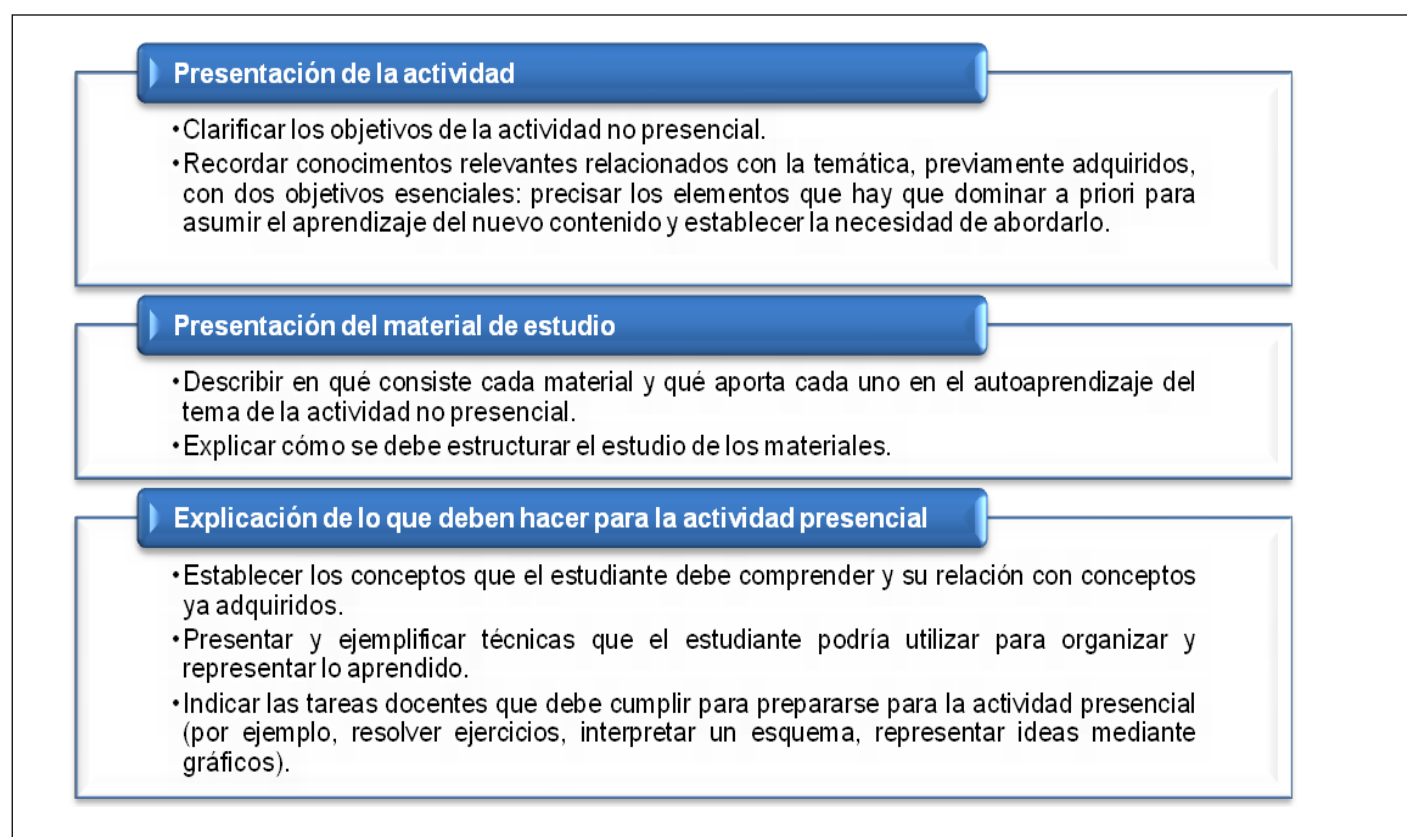 Presentación de la actividad
•Clarificar los objetivos de la actividad no presencial.
•Recordar conocimentos relevantes relacionados con la temática, previamente adquiridos,
con dos objetivos esenciales: precisar los elementos que hay que dominar a priori para
asumir el aprendizaje del nuevo contenido y establecer la necesidad de abordarlo.
Presentación del material de estudio
•Describir en qué consiste cada material y qué aporta cada uno en el autoaprendizaje del
tema de la actividad no presencial.
•Explicar cómo se debe estructurar el estudio de los materiales.
Explicación de lo que deben hacer para la actividad presencial
•Establecer los conceptos que el estudiante debe comprender y su relación con conceptos
ya adquiridos.
•Presentar y ejemplificar técnicas que el estudiante podría utilizar para organizar y
representar lo aprendido.
•Indicar las tareas docentes que debe cumplir para prepararse para la actividad presencial
(por ejemplo, resolver ejercicios, interpretar un esquema, representar ideas mediante
gráficos).